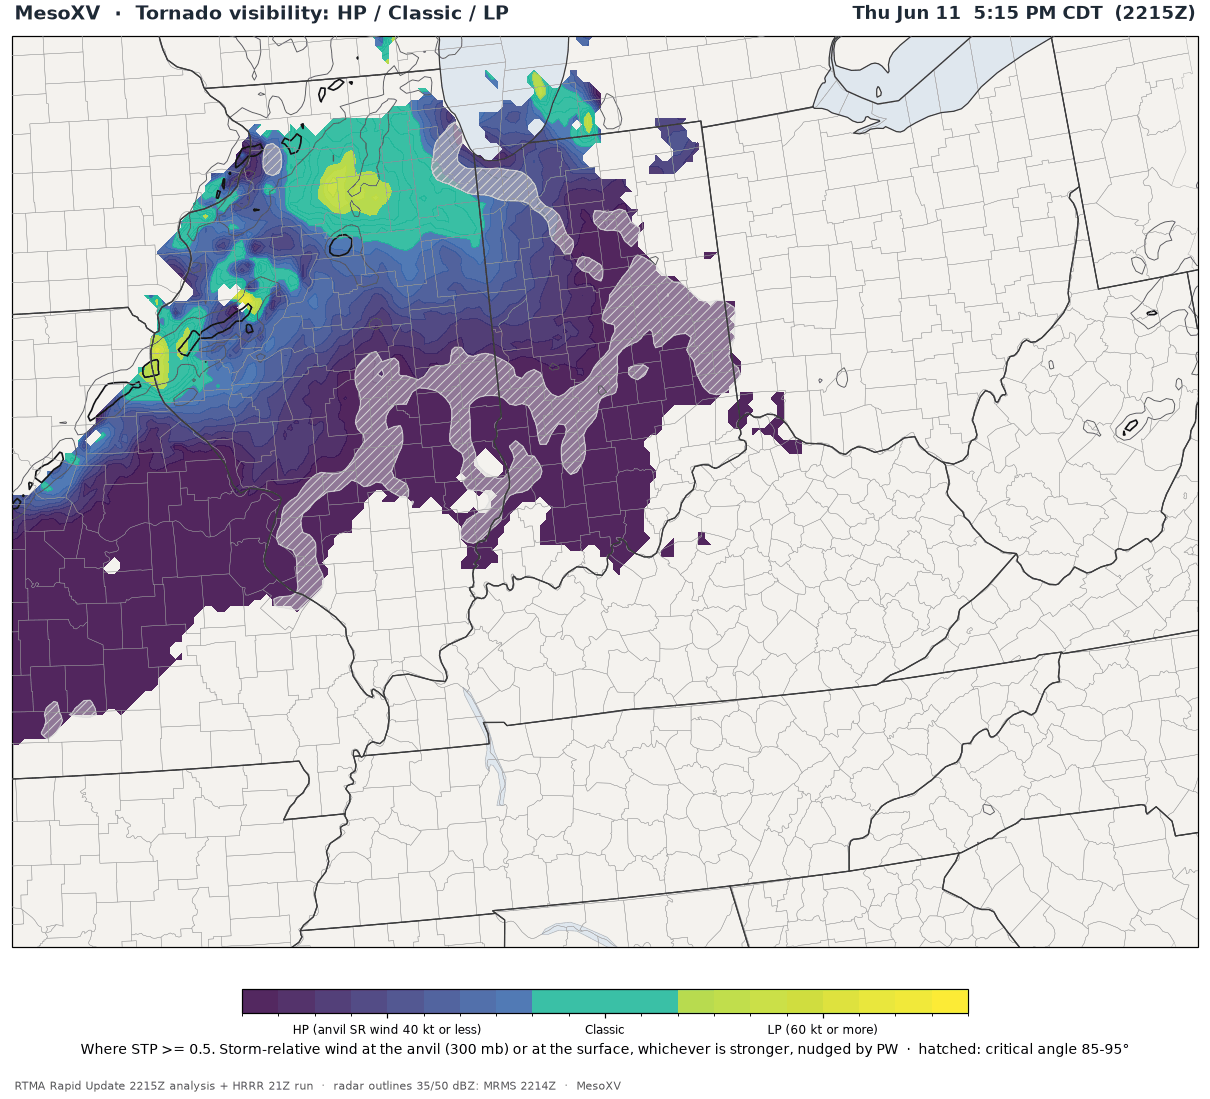 MesoXV · Tornado visibility: HP / Classic / LP
Thu Jun 11 5:15 PM CDT (2215Z)
HP (anvil SR wind 40 kt or less)
Classic
LP (60 kt or more)
Where STP >= 0.5. Storm-relative wind at the anvil (300 mb) or at the surface, whichever is stronger, nudged by PW · hatched: critical angle 85-95°
RTMA Rapid Update 2215Z analysis + HRRR 21Z run · radar outlines 35/50 dBZ: MRMS 2214Z · MesoXV